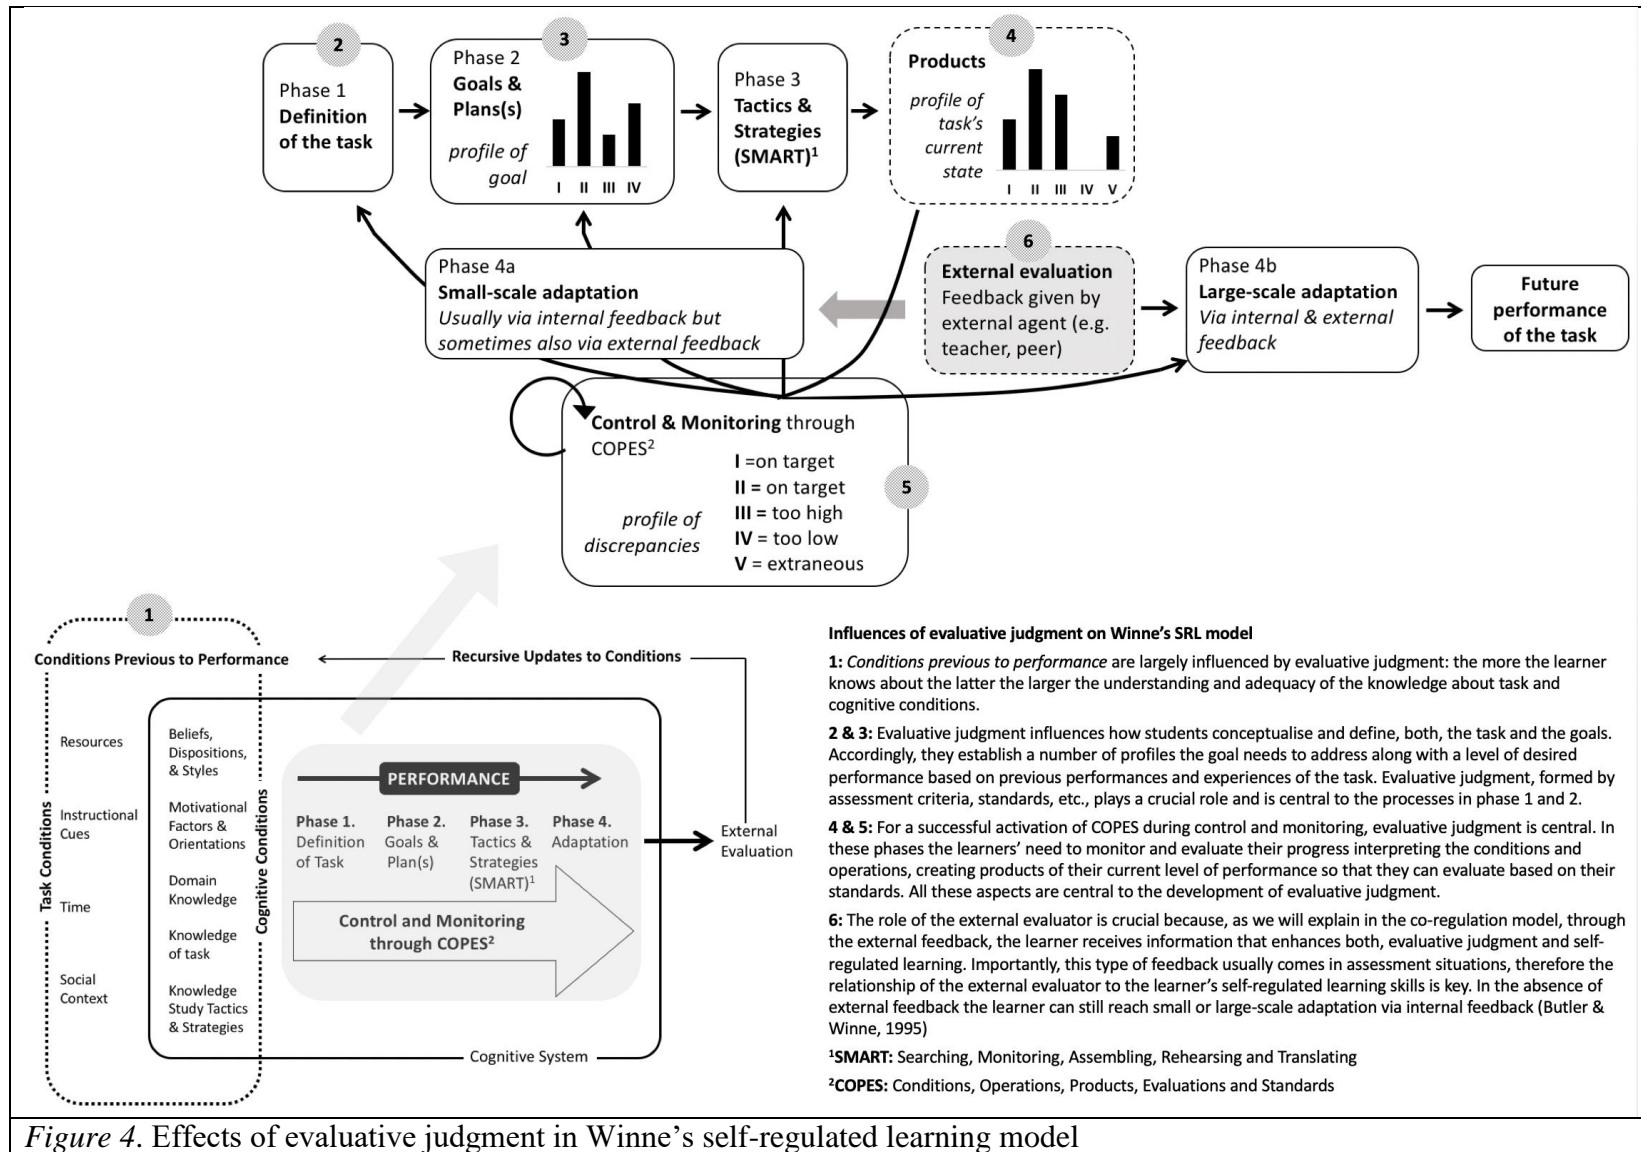 2
Phase 1
Definition
of the task
3
Phase 2
Goals &
Plans(s)
profile of
goal
I II III IV
Phase 3
Tactics &
Strategies
(SMART)1
4
Products
profile of
task's
current
state
I II III IV V
Phase 4a
Small-scale adaptation
Usually via internal feedback but
sometimes also via external feedback
6
External evaluation
Feedback given by
external agent (e.g.
teacher, peer)
Phase 4b
Large-scale adaptation
Via internal & external
feedback
Future
performance
of the task
Control & Monitoring through
COPES2
I =on target
II = on target
III = too high
IV = too low
V = extraneous
profile of
discrepancies
5
1
Conditions Previous to Performance
Recursive Updates to Conditions
Task Conditions
Resources
Instructional
Cues
Time
Social
Context
Cognitive Conditions
Beliefs,
Dispositions,
& Styles
Motivational
Factors &
Orientations
Domain
Knowledge
Knowledge
of task
Knowledge
Study Tactics
& Strategies
PERFORMANCE
Phase 1.
Definition
of Task
Phase 2.
Goals &
Plan(s)
Phase 3.
Tactics &
Strategies
(SMART)1
Phase 4.
Adaptation
Control and Monitoring
through COPES2
External
Evaluation
Cognitive System
Influences of evaluative judgment on Winne's SRL model
1: Conditions previous to performance are largely influenced by evaluative judgment: the more the learner
knows about the latter the larger the understanding and adequacy of the knowledge about task and
cognitive conditions.
2 & 3: Evaluative judgment influences how students conceptualise and define, both, the task and the goals.
Accordingly, they establish a number of profiles the goal needs to address along with a level of desired
performance based on previous performances and experiences of the task. Evaluative judgment, formed by
assessment criteria, standards, etc., plays a crucial role and is central to the processes in phase 1 and 2.
4 & 5: For a successful activation of COPES during control and monitoring, evaluative judgment is central. In
these phases the learners' need to monitor and evaluate their progress interpreting the conditions and
operations, creating products of their current level of performance so that they can evaluate based on their
standards. All these aspects are central to the development of evaluative judgment.
6: The role of the external evaluator is crucial because, as we will explain in the co-regulation model, through
the external feedback, the learner receives information that enhances both, evaluative judgment and self-
regulated learning. Importantly, this type of feedback usually comes in assessment situations, therefore the
relationship of the external evaluator to the learner's self-regulated learning skills is key. In the absence of
external feedback the learner can still reach small or large-scale adaptation via internal feedback (Butler &
Winne, 1995)
1SMART: Searching, Monitoring, Assembling, Rehearsing and Translating
2COPES: Conditions, Operations, Products, Evaluations and Standards
Figure 4. Effects of evaluative judgment in Winne's self-regulated learning model